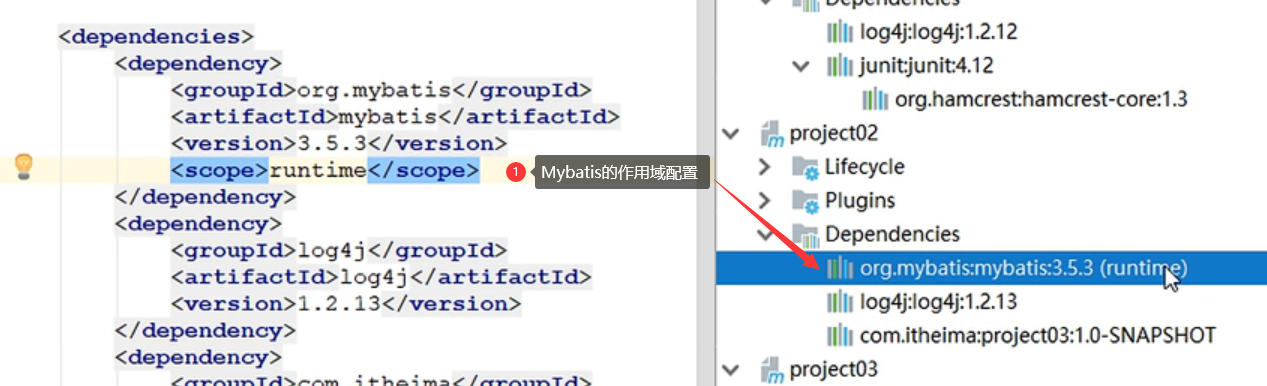 <dependencies>
<dependency>
<groupId>org.mybatis</groupId>
<artifactId>mybatis</artifactId>
<version>3.5.3</version>
<scope>runtime</scope>
1 Mybatis的作用域配置
</dependency>
<dependency>
<groupId>log4j</groupId>
<artifactId>log4j</artifactId>
<version>1.2.13</version>
</dependency>
<dependency>
<groupId>com.itheima</groupId>
Dependencies
log4j:log4j:1.2.12
junit:junit:4.12
org.hamcrest:hamcrest-core:1.3
project02
Lifecycle
Plugins
Dependencies
org.mybatis:mybatis:3.5.3 (runtime)
log4j:log4j:1.2.13
com.itheima:project03:1.0-SNAPSHOT
project03